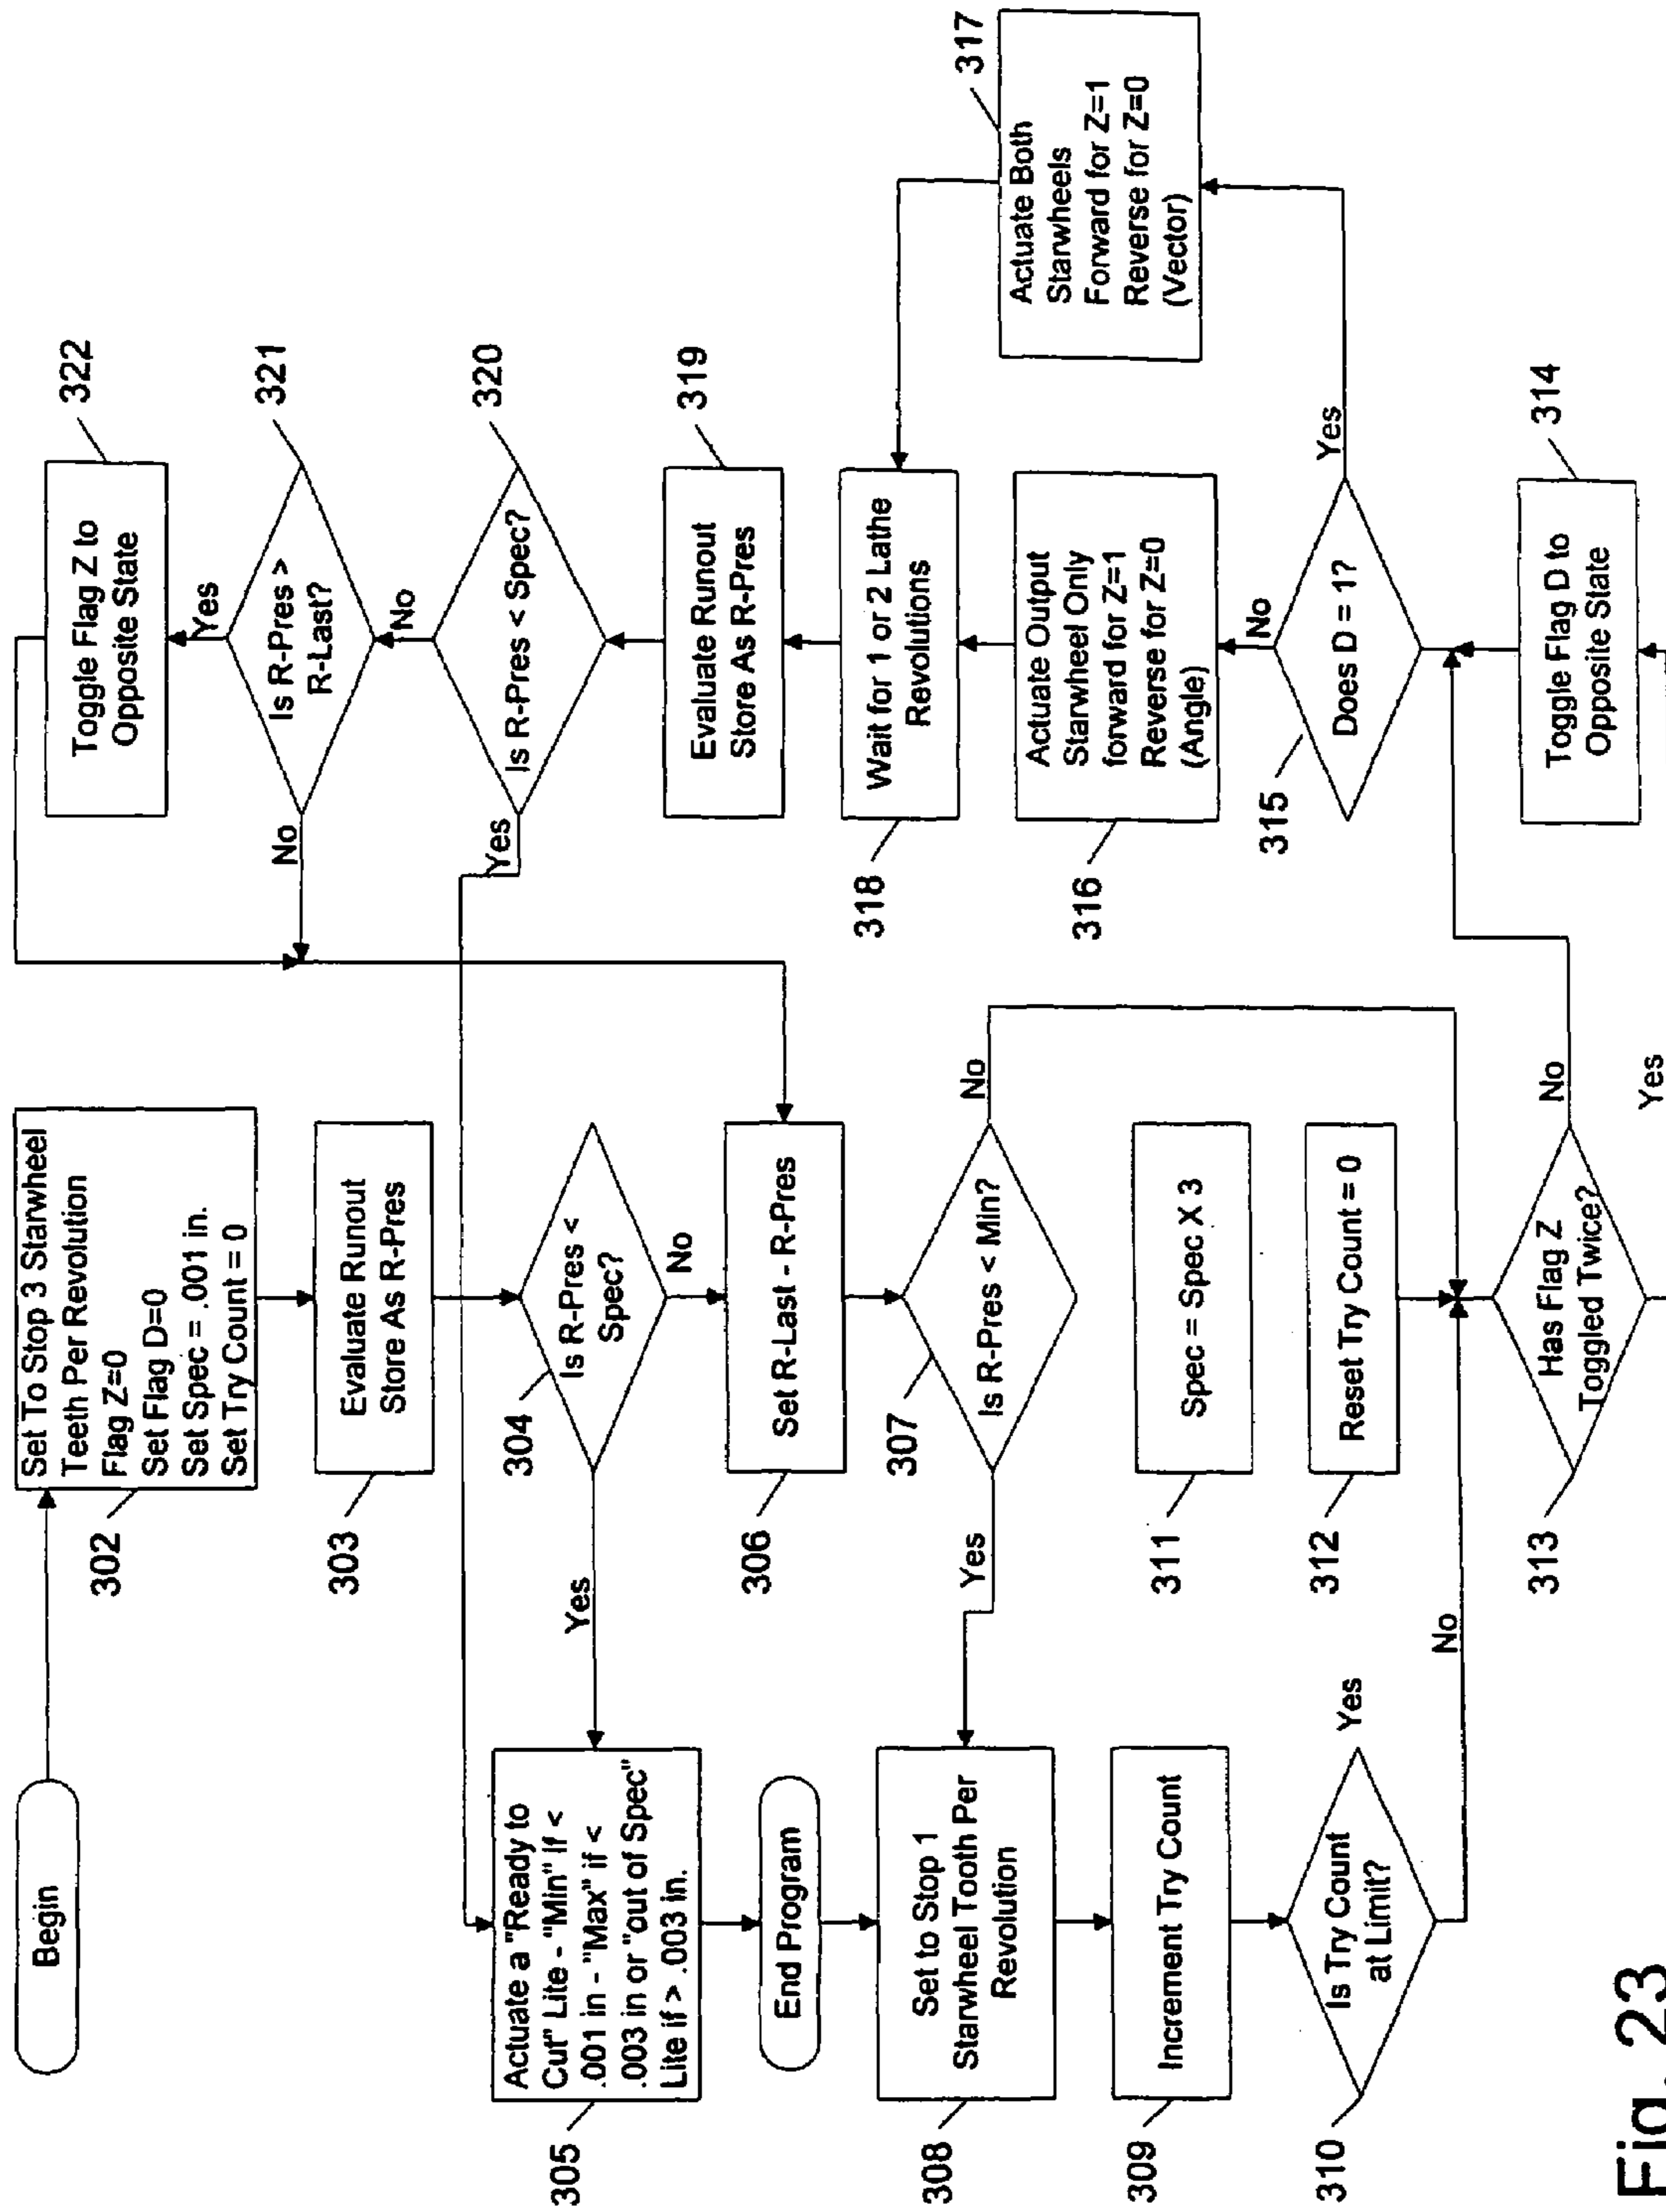 Begin
Set To Stop 3 Starwheel
Teeth Per Revolution
Flag Z=0
Set Flag D=0
Set Spec = .001 in.
Set Try Count = 0
302
Evaluate Runout
Store As R-Pres
303
Is R-Pres <
Spec?
304
Yes
No
Actuate a "Ready to
Cut" Lite - "Min" if <
.001 in - "Max" if <
.003 in or "out of Spec"
Lite if > .003 in.
305
End Program
Set R-Last - R-Pres
306
Is R-Pres < Min?
307
Yes
No
Set to Stop 1
Starwheel Tooth Per
Revolution
308
Increment Try Count
309
Is Try Count
at Limit?
310
Yes
No
Spec = Spec X 3
311
Reset Try Count = 0
312
Has Flag Z
Toggled Twice?
313
No
Yes
Toggle Flag D to
Opposite State
314
Does D = 1?
315
No
Yes
Actuate Output
Starwheel Only
forward for Z=1
Reverse for Z=0
(Angle)
316
Actuate Both
Starwheels
Forward for Z=1
Reverse for Z=0
(Vector)
317
Wait for 1 or 2 Lathe
Revolutions
318
Evaluate Runout
Store As R-Pres
319
Is R-Pres < Spec?
320
Yes
No
Is R-Pres >
R-Last?
321
No
Yes
Toggle Flag Z to
Opposite State
322
Fig. 23